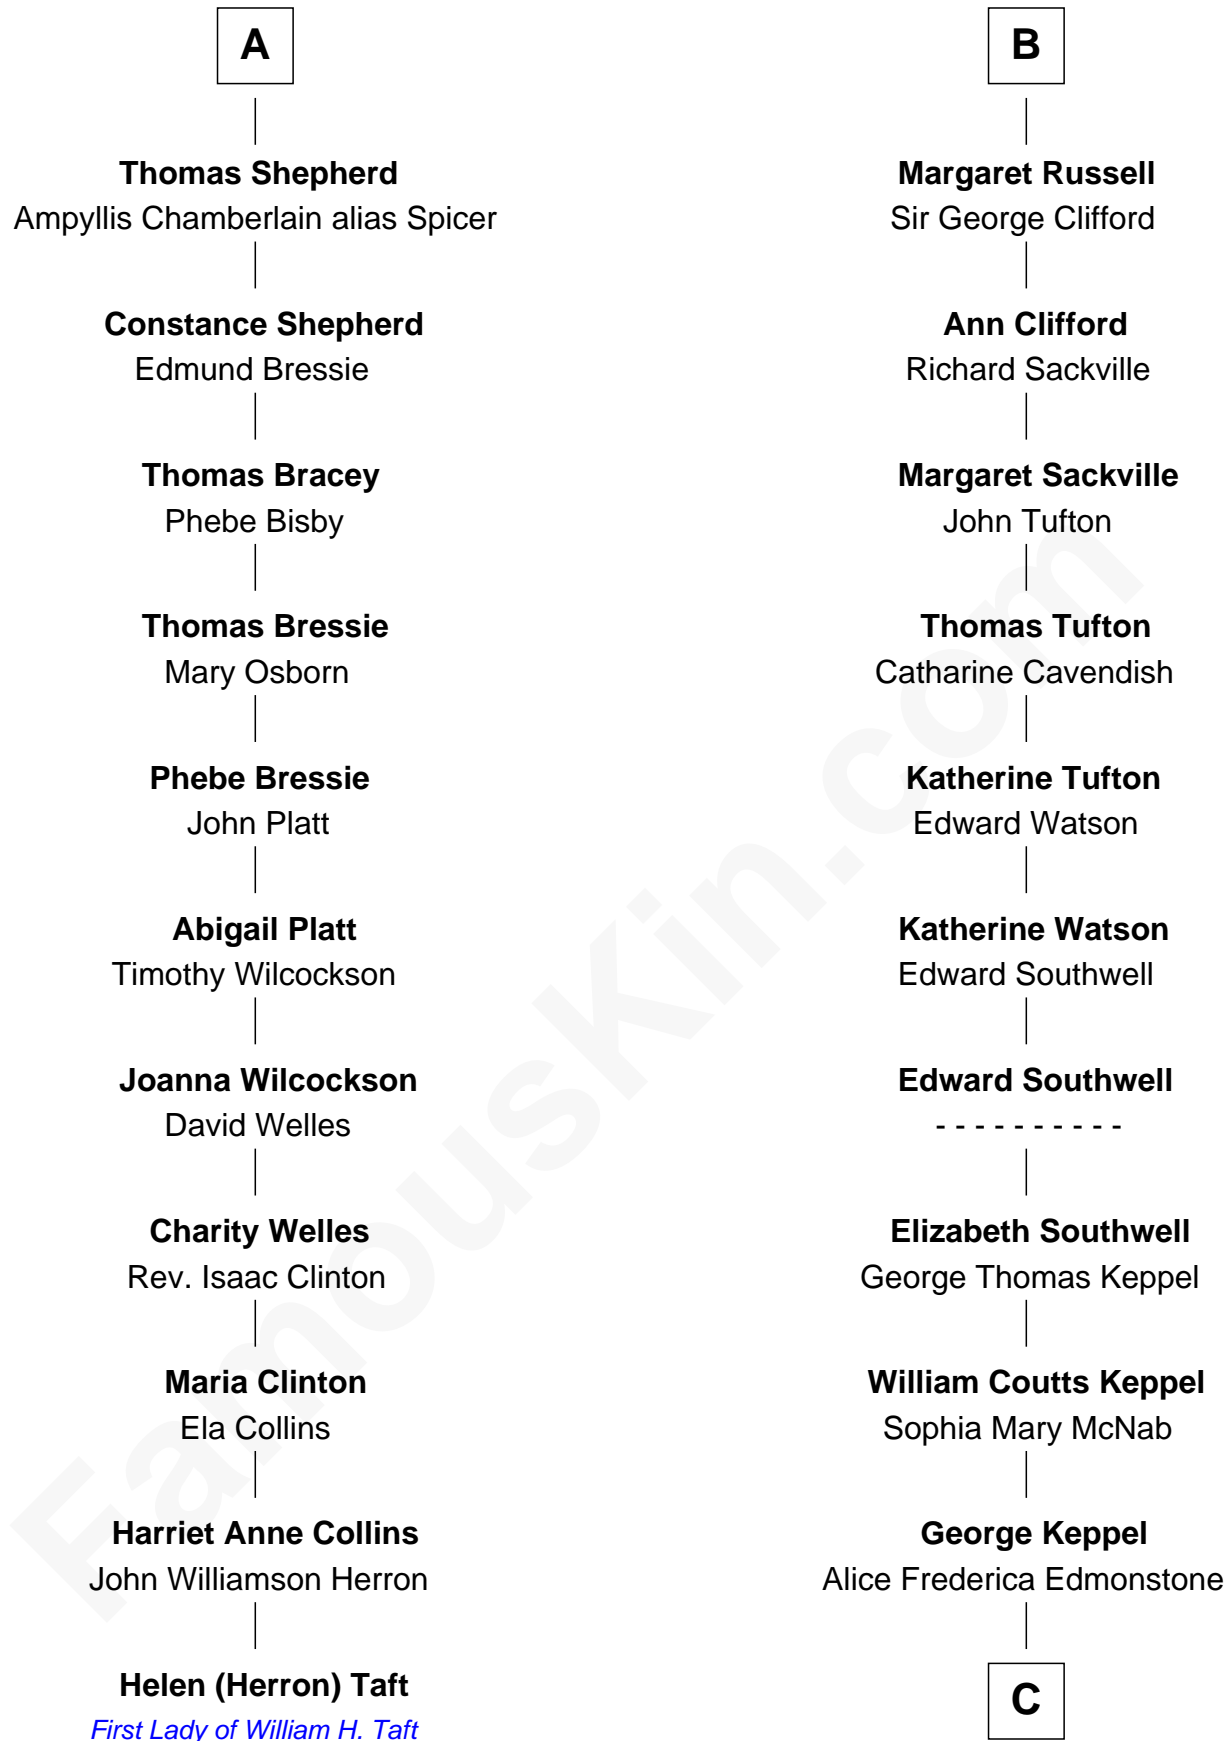 A
Thomas Shepherd
Ampyllis Chamberlain alias Spicer
Constance Shepherd
Edmund Bressie
Thomas Bracey
Phebe Bisby
Thomas Bressie
Mary Osborn
Phebe Bressie
John Platt
Abigail Platt
Timothy Wilcockson
Joanna Wilcockson
David Welles
Charity Welles
Rev. Isaac Clinton
Maria Clinton
Ela Collins
Harriet Anne Collins
John Williamson Herron
Helen (Herron) Taft
First Lady of William H. Taft
B
Margaret Russell
Sir George Clifford
Ann Clifford
Richard Sackville
Margaret Sackville
John Tufton
Thomas Tufton
Catharine Cavendish
Katherine Tufton
Edward Watson
Katherine Watson
Edward Southwell
Edward Southwell
- - - - - - - - - -
Elizabeth Southwell
George Thomas Keppel
William Coutts Keppel
Sophia Mary McNab
George Keppel
Alice Frederica Edmonstone
C
FamousKin.com